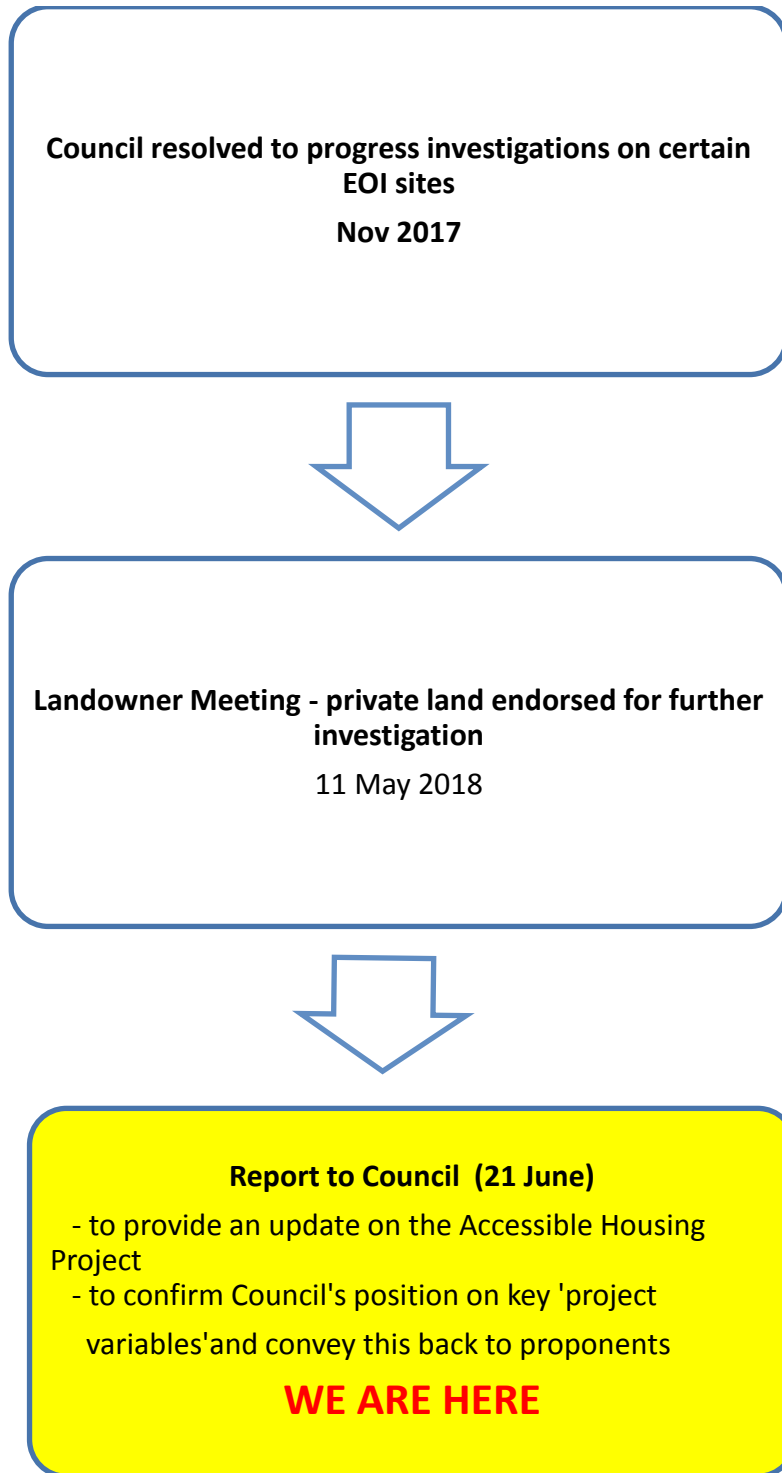 Council resolved to progress investigations on certain
EOI sites
Nov 2017
Landowner Meeting - private land endorsed for further
investigation
11 May 2018
Report to Council (21 June)
- to provide an update on the Accessible Housing
Project
- to confirm Council's position on key 'project
variables'and convey this back to proponents
WE ARE HERE